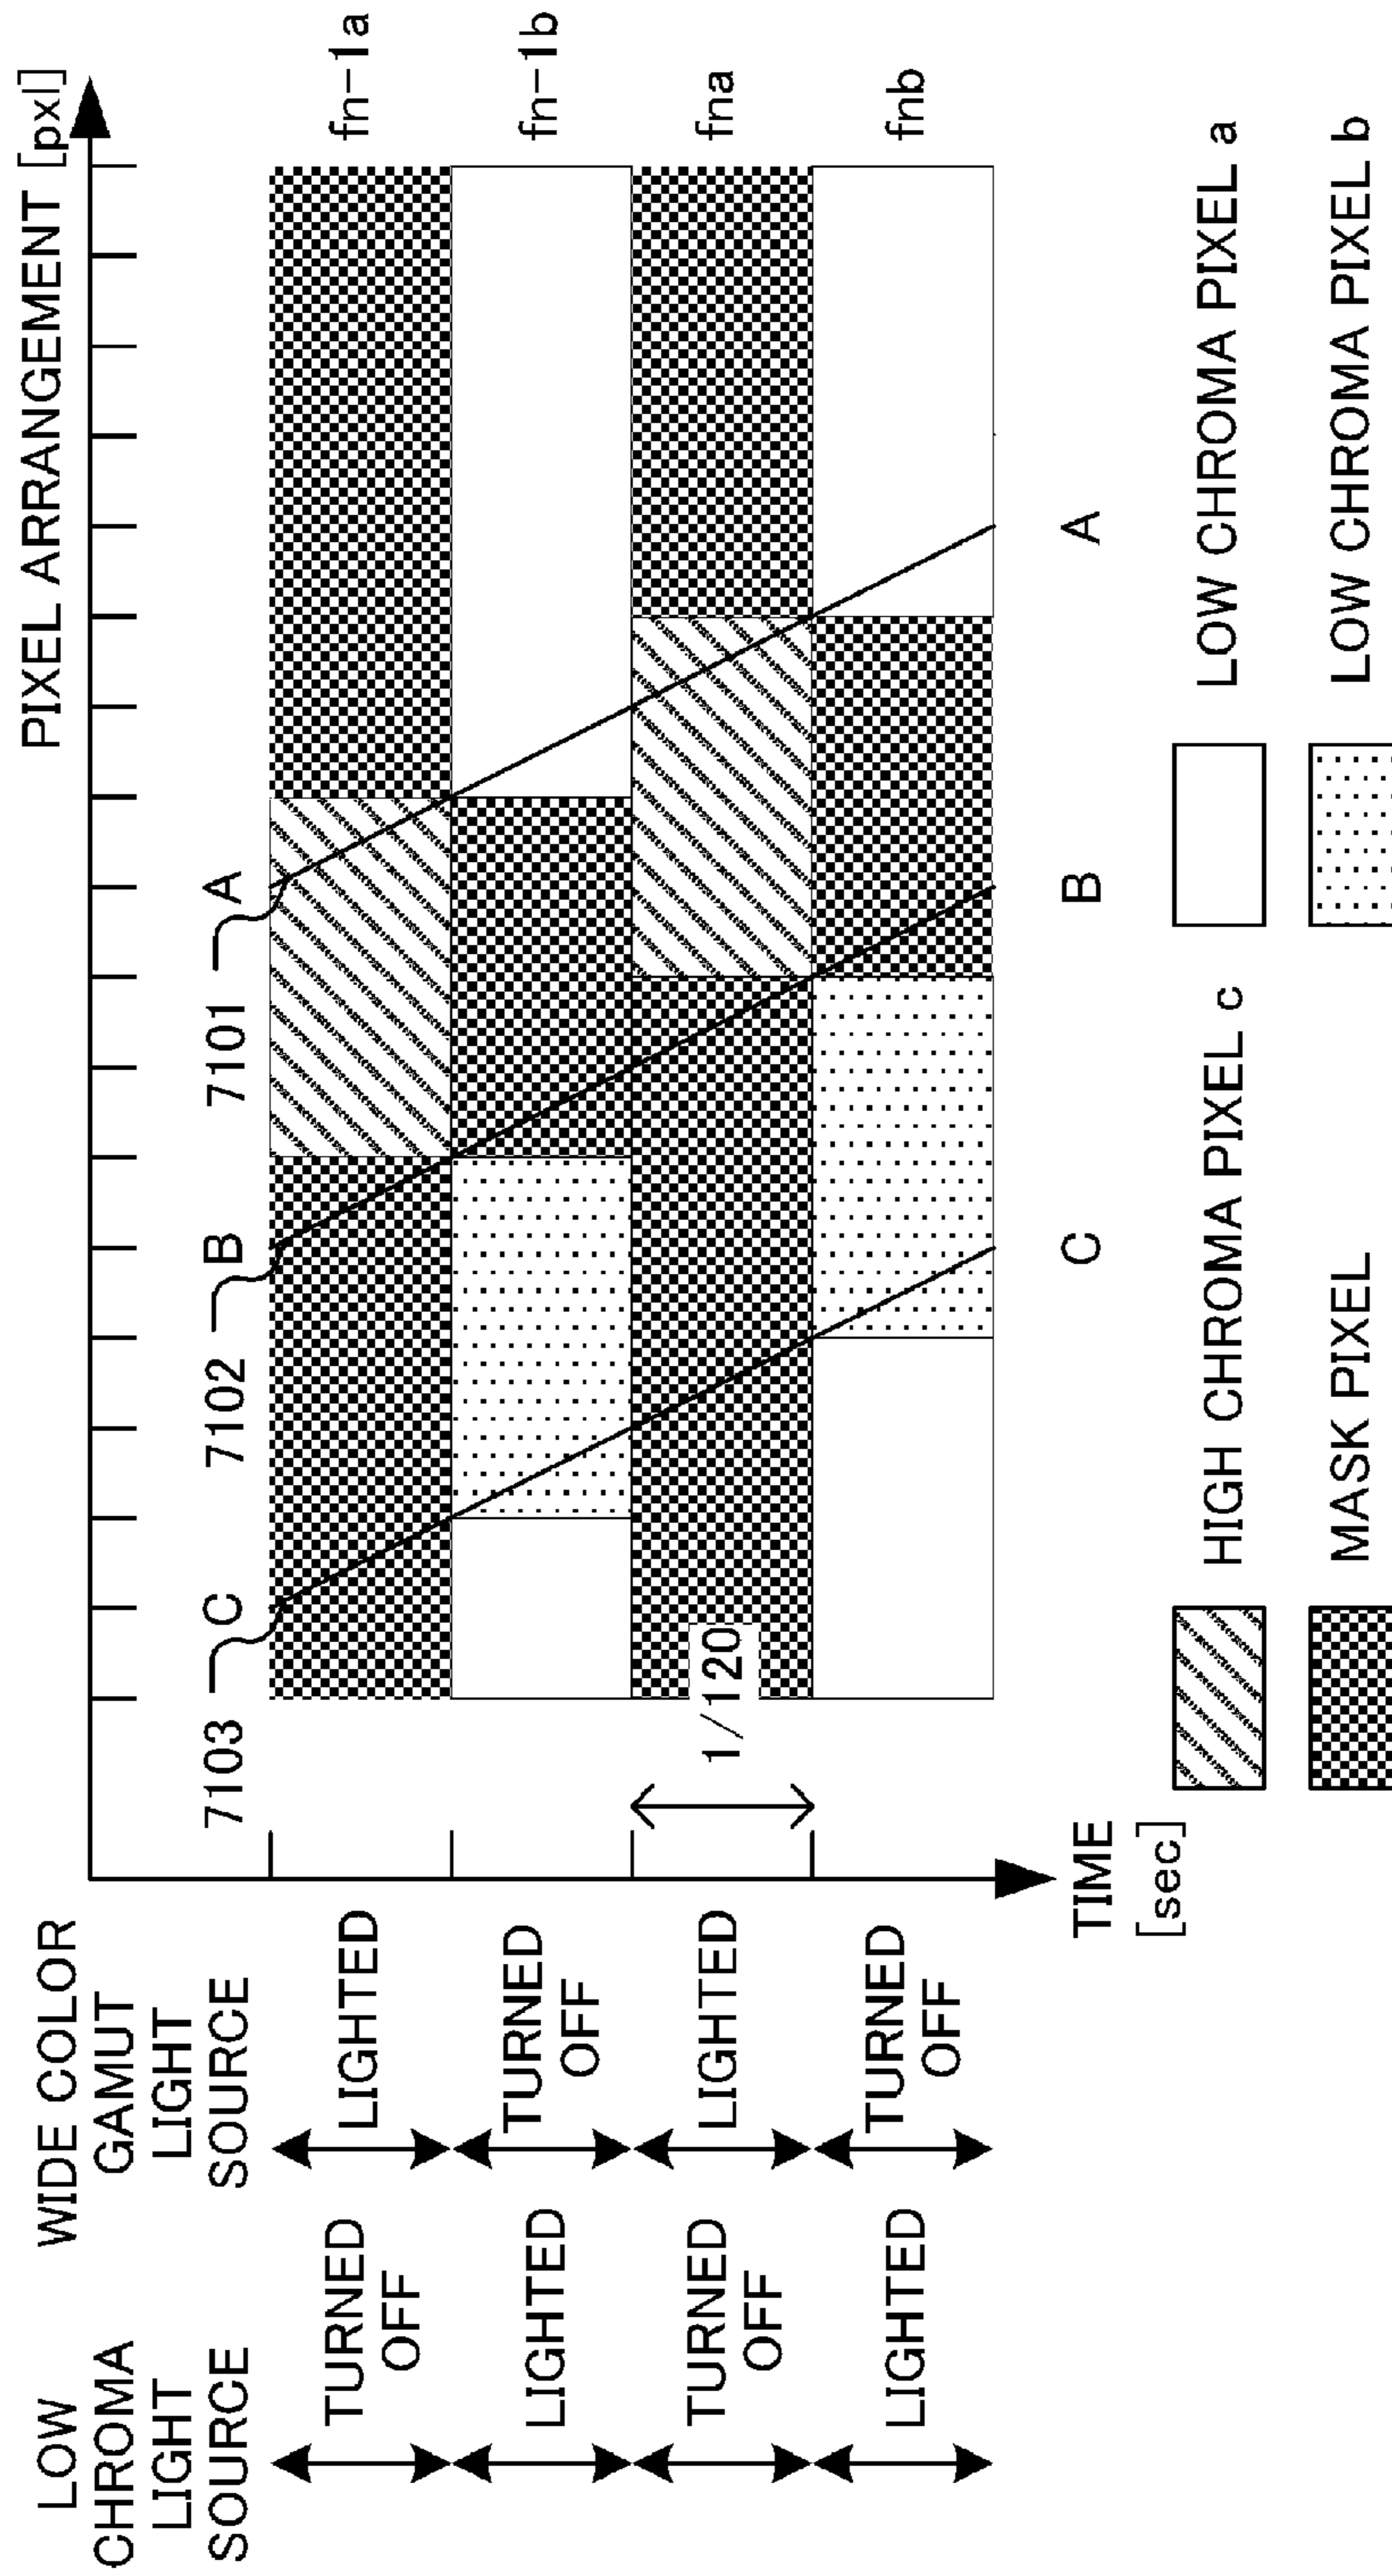 LOW
CHROMA
LIGHT
SOURCE
WIDE COLOR
GAMUT
LIGHT
SOURCE
PIXEL ARRANGEMENT [pxl]
7103
C
7102
B
7101
A
TURNED
OFF
LIGHTED
fn-1a
LIGHTED
TURNED
OFF
fn-1b
TURNED
OFF
LIGHTED
1/120
fna
LIGHTED
TURNED
OFF
fnb
TIME
[sec]
C
B
A
HIGH CHROMA PIXEL c
LOW CHROMA PIXEL a
MASK PIXEL
LOW CHROMA PIXEL b